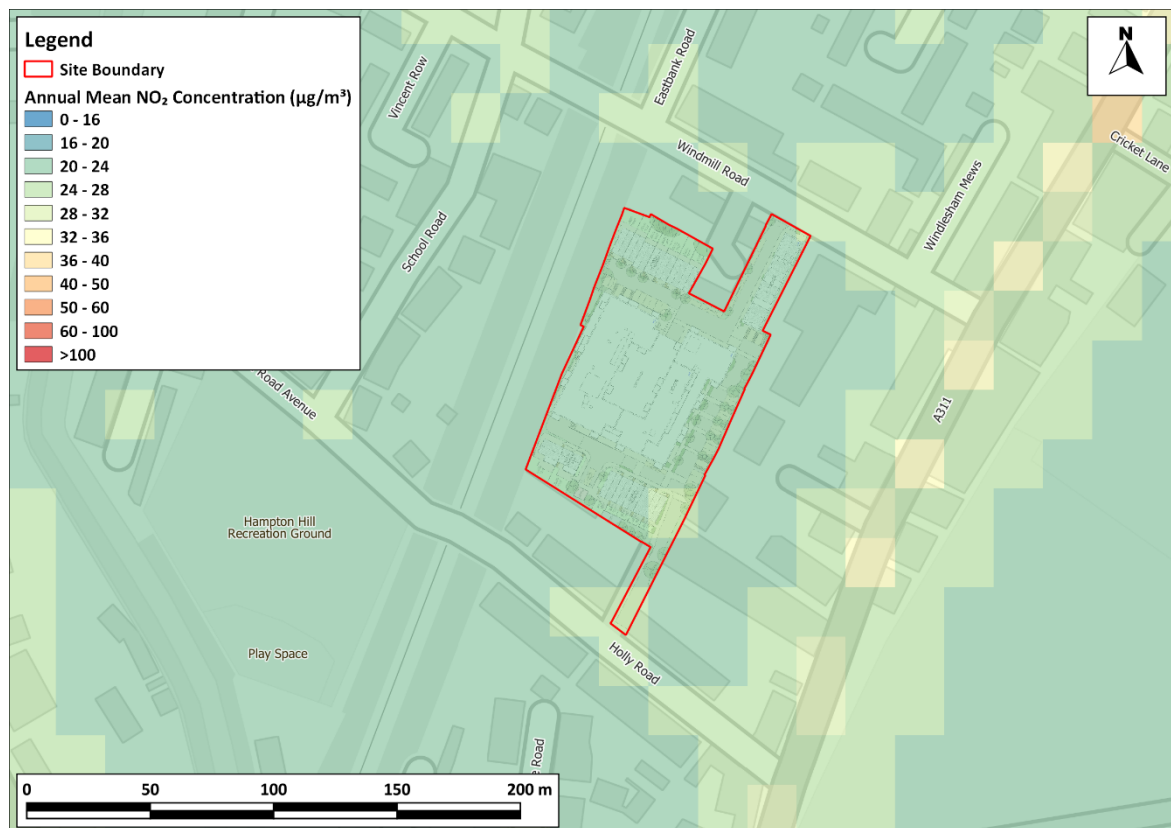 Legend
Site Boundary
Annual Mean NO₂ Concentration (µg/m³)
0 - 16
16 - 20
20 - 24
24 - 28
28 - 32
32 - 36
36 - 40
40 - 50
50 - 60
60 - 100
>100
N
Vincent Row
Eastbank Road
Windmill Road
Cricket Lane
Windlesham Mews
School Road
Road Avenue
A311
Hampton Hill
Recreation Ground
Play Space
Holly Road
Road
0 50 100 150 200 m